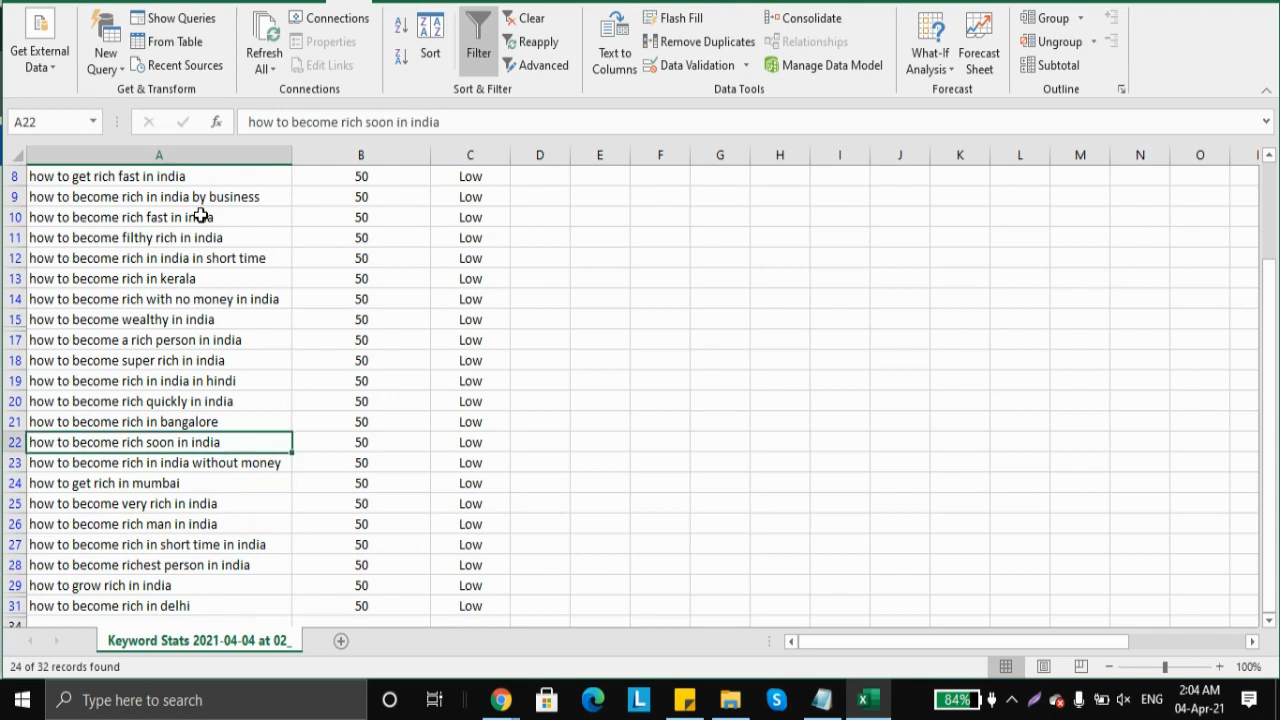 Get External Data
New Query
Show Queries
From Table
Recent Sources
Get & Transform
Refresh All
Connections
Properties
Edit Links
Connections
Sort
Filter
Clear
Reapply
Advanced
Sort & Filter
Text to Columns
Flash Fill
Remove Duplicates
Data Validation
Consolidate
Relationships
Manage Data Model
Data Tools
What-If Analysis
Forecast Sheet
Forecast
Group
Ungroup
Subtotal
Outline
A22 fx how to become rich soon in india
A B C D E F G H I J K L M N O
8 how to get rich fast in india 50 Low
9 how to become rich in india by business 50 Low
10 how to become rich fast in india 50 Low
11 how to become filthy rich in india 50 Low
12 how to become rich in india in short time 50 Low
13 how to become rich in kerala 50 Low
14 how to become rich with no money in india 50 Low
15 how to become wealthy in india 50 Low
17 how to become a rich person in india 50 Low
18 how to become super rich in india 50 Low
19 how to become rich in india in hindi 50 Low
20 how to become rich quickly in india 50 Low
21 how to become rich in bangalore 50 Low
22 how to become rich soon in india 50 Low
23 how to become rich in india without money 50 Low
24 how to get rich in mumbai 50 Low
25 how to become very rich in india 50 Low
26 how to become rich man in india 50 Low
27 how to become rich in short time in india 50 Low
28 how to become richest person in india 50 Low
29 how to grow rich in india 50 Low
31 how to become rich in delhi 50 Low
34
Keyword Stats 2021-04-04 at 02_
24 of 32 records found 100%
Type here to search
84% ENG
2:04 AM
04-Apr-21